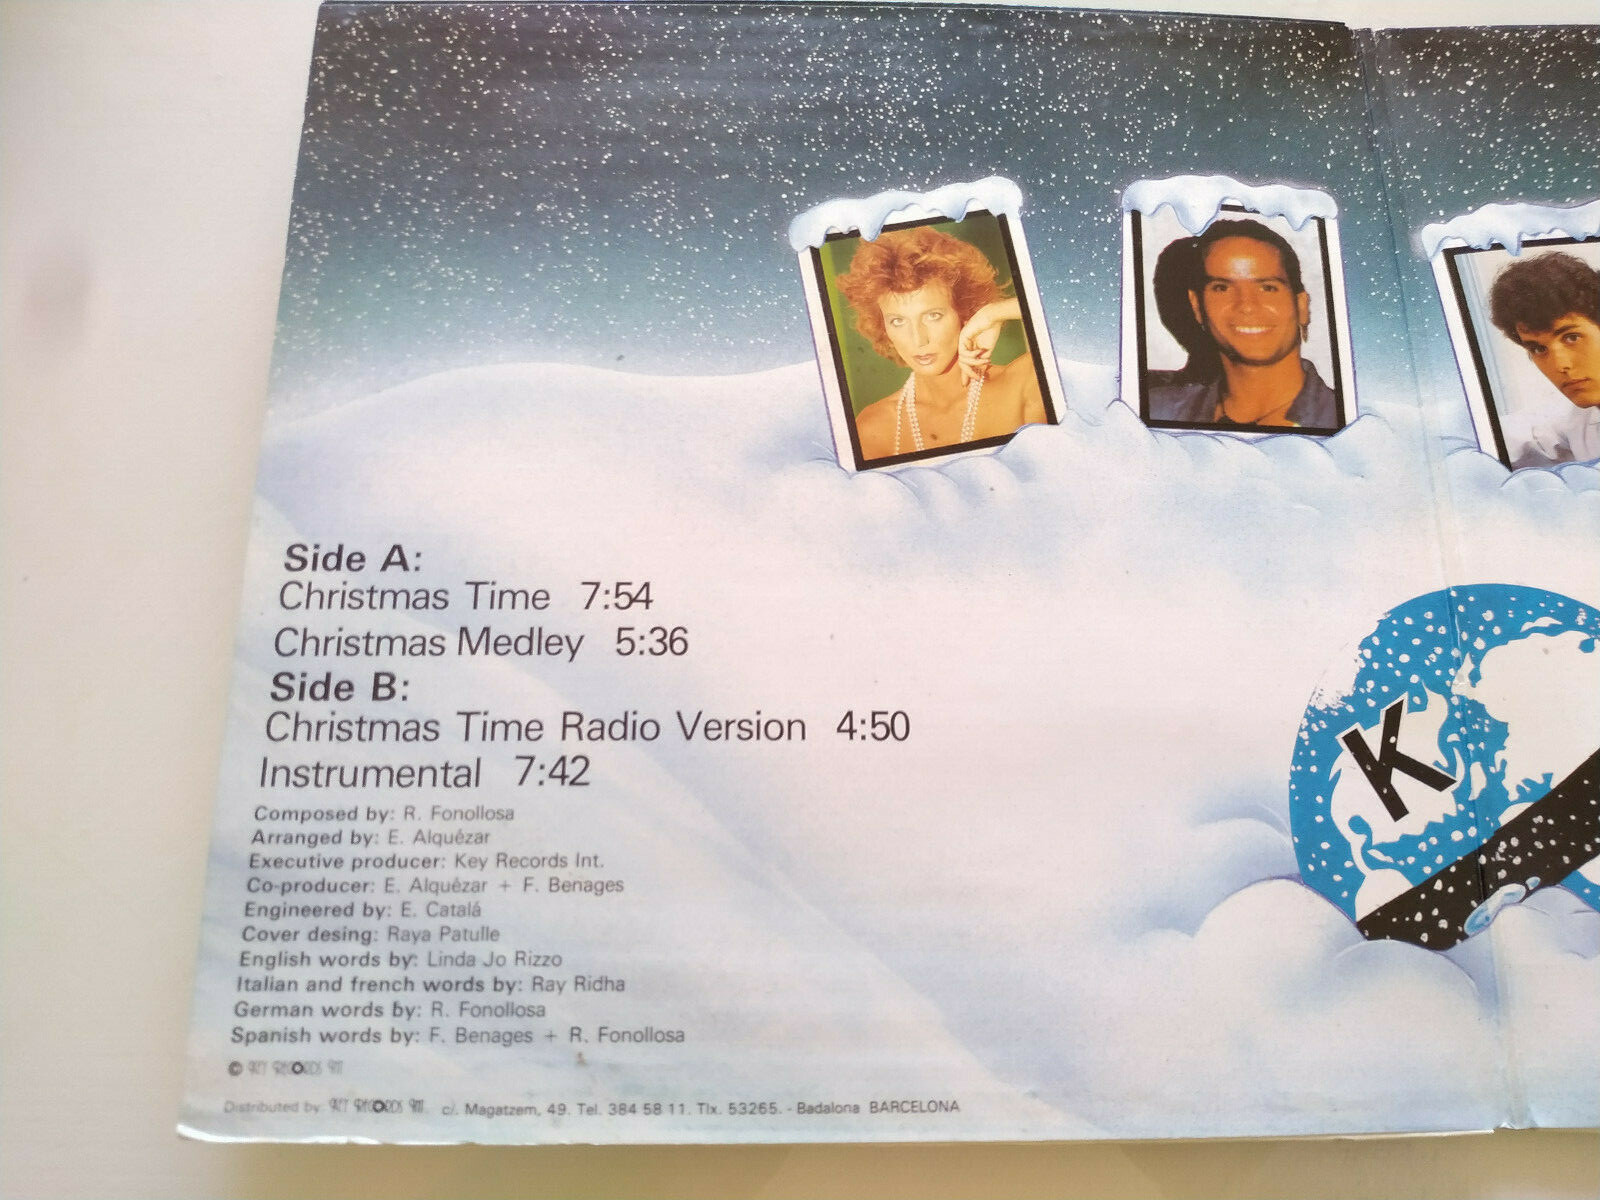 Side A:
Christmas Time 7:54
Christmas Medley 5:36
Side B:
Christmas Time Radio Version 4:50
Instrumental 7:42
Composed by: R. Fonollosa
Arranged by: E. Alquézar
Executive producer: Key Records Int.
Co-producer: E. Alquézar + F. Benages
Engineered by: E. Catalá
Cover desing: Raya Patulle
English words by: Linda Jo Rizzo
Italian and french words by: Ray Ridha
German words by: R. Fonollosa
Spanish words by: F. Benages + R. Fonollosa
©
Distributed by: c/. Magatzem, 49. Tel. 384 58 11. Tlx. 53265. - Badalona BARCELONA
K